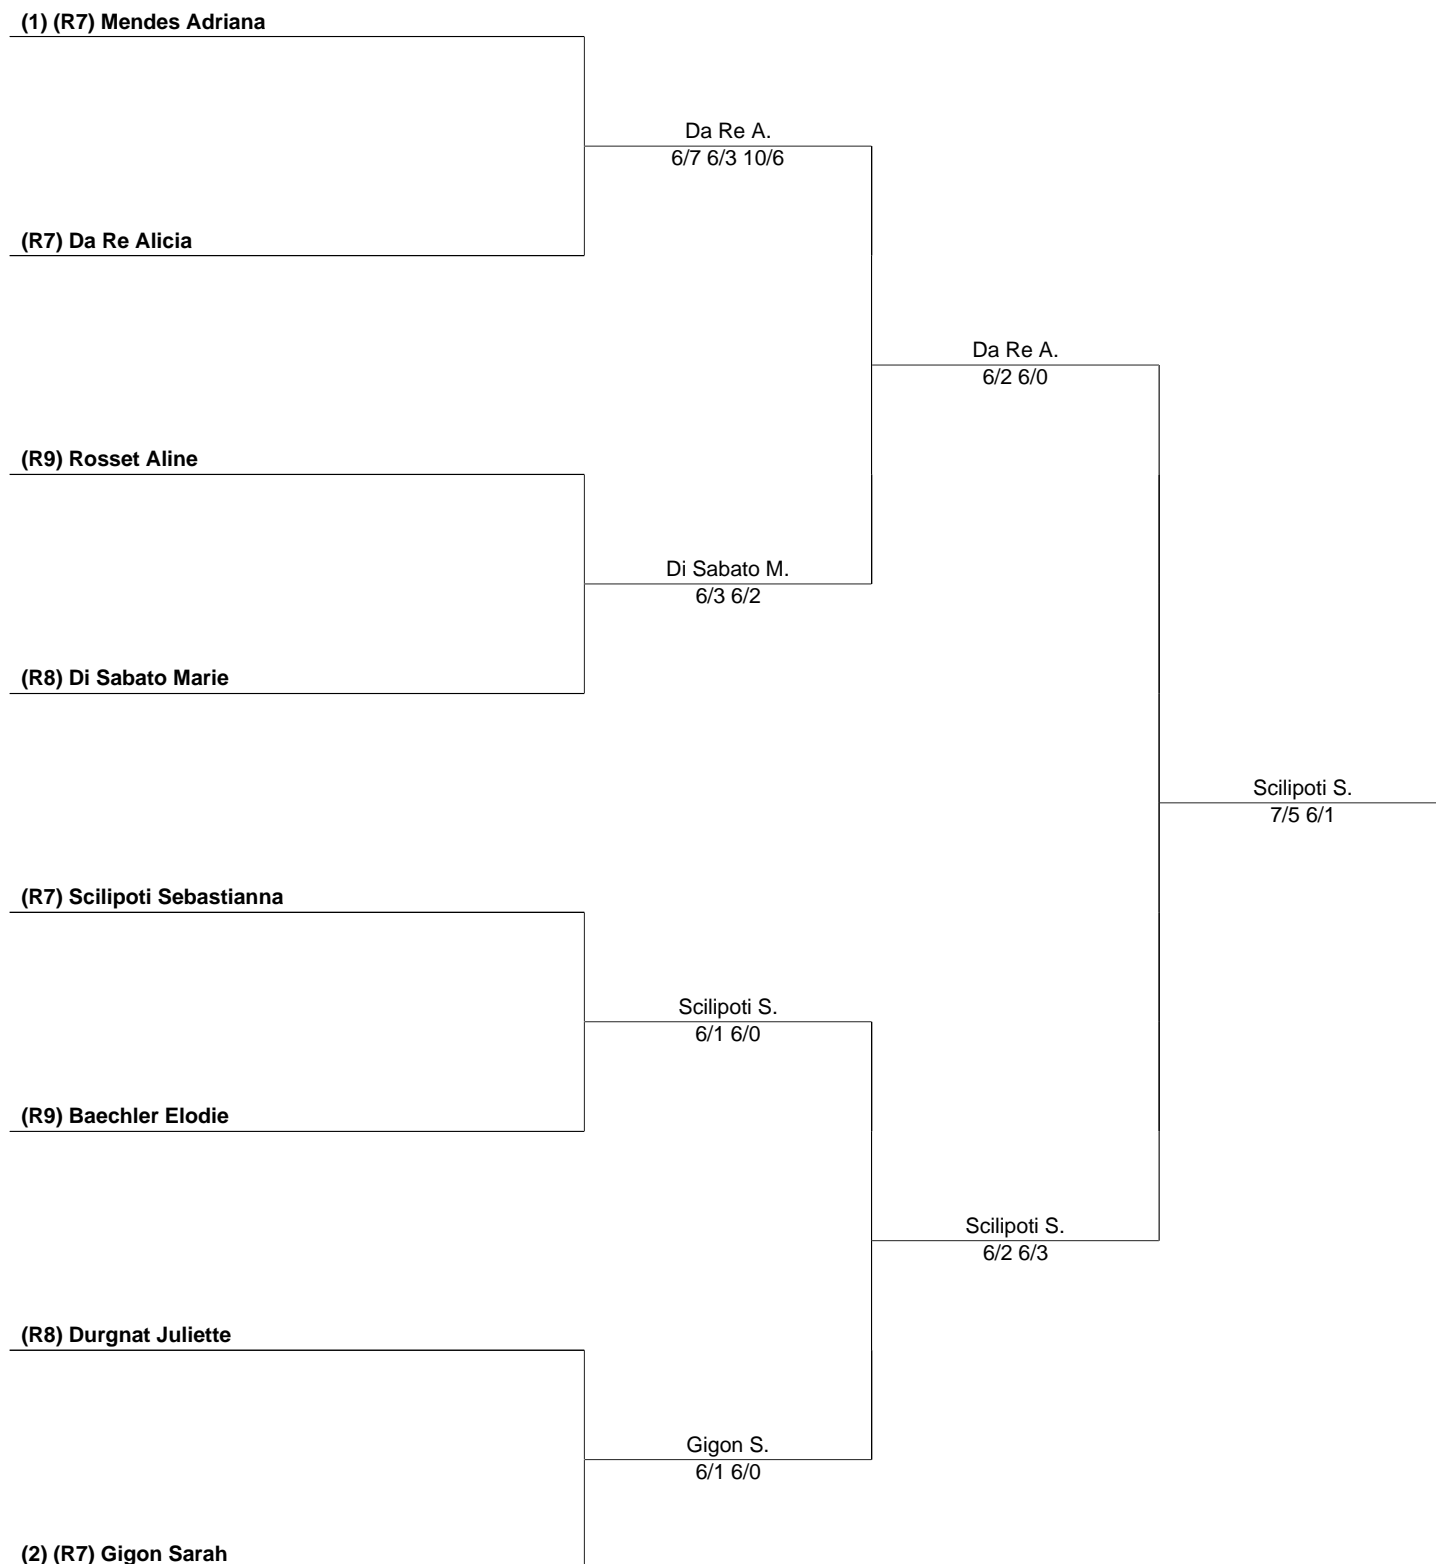 (1) (R7) Mendes Adriana
Da Re A.
6/7 6/3 10/6
(R7) Da Re Alicia
Da Re A.
6/2 6/0
(R9) Rosset Aline
Di Sabato M.
6/3 6/2
(R8) Di Sabato Marie
Scilipoti S.
7/5 6/1
(R7) Scilipoti Sebastianna
Scilipoti S.
6/1 6/0
(R9) Baechler Elodie
Scilipoti S.
6/2 6/3
(R8) Durgnat Juliette
Gigon S.
6/1 6/0
(2) (R7) Gigon Sarah